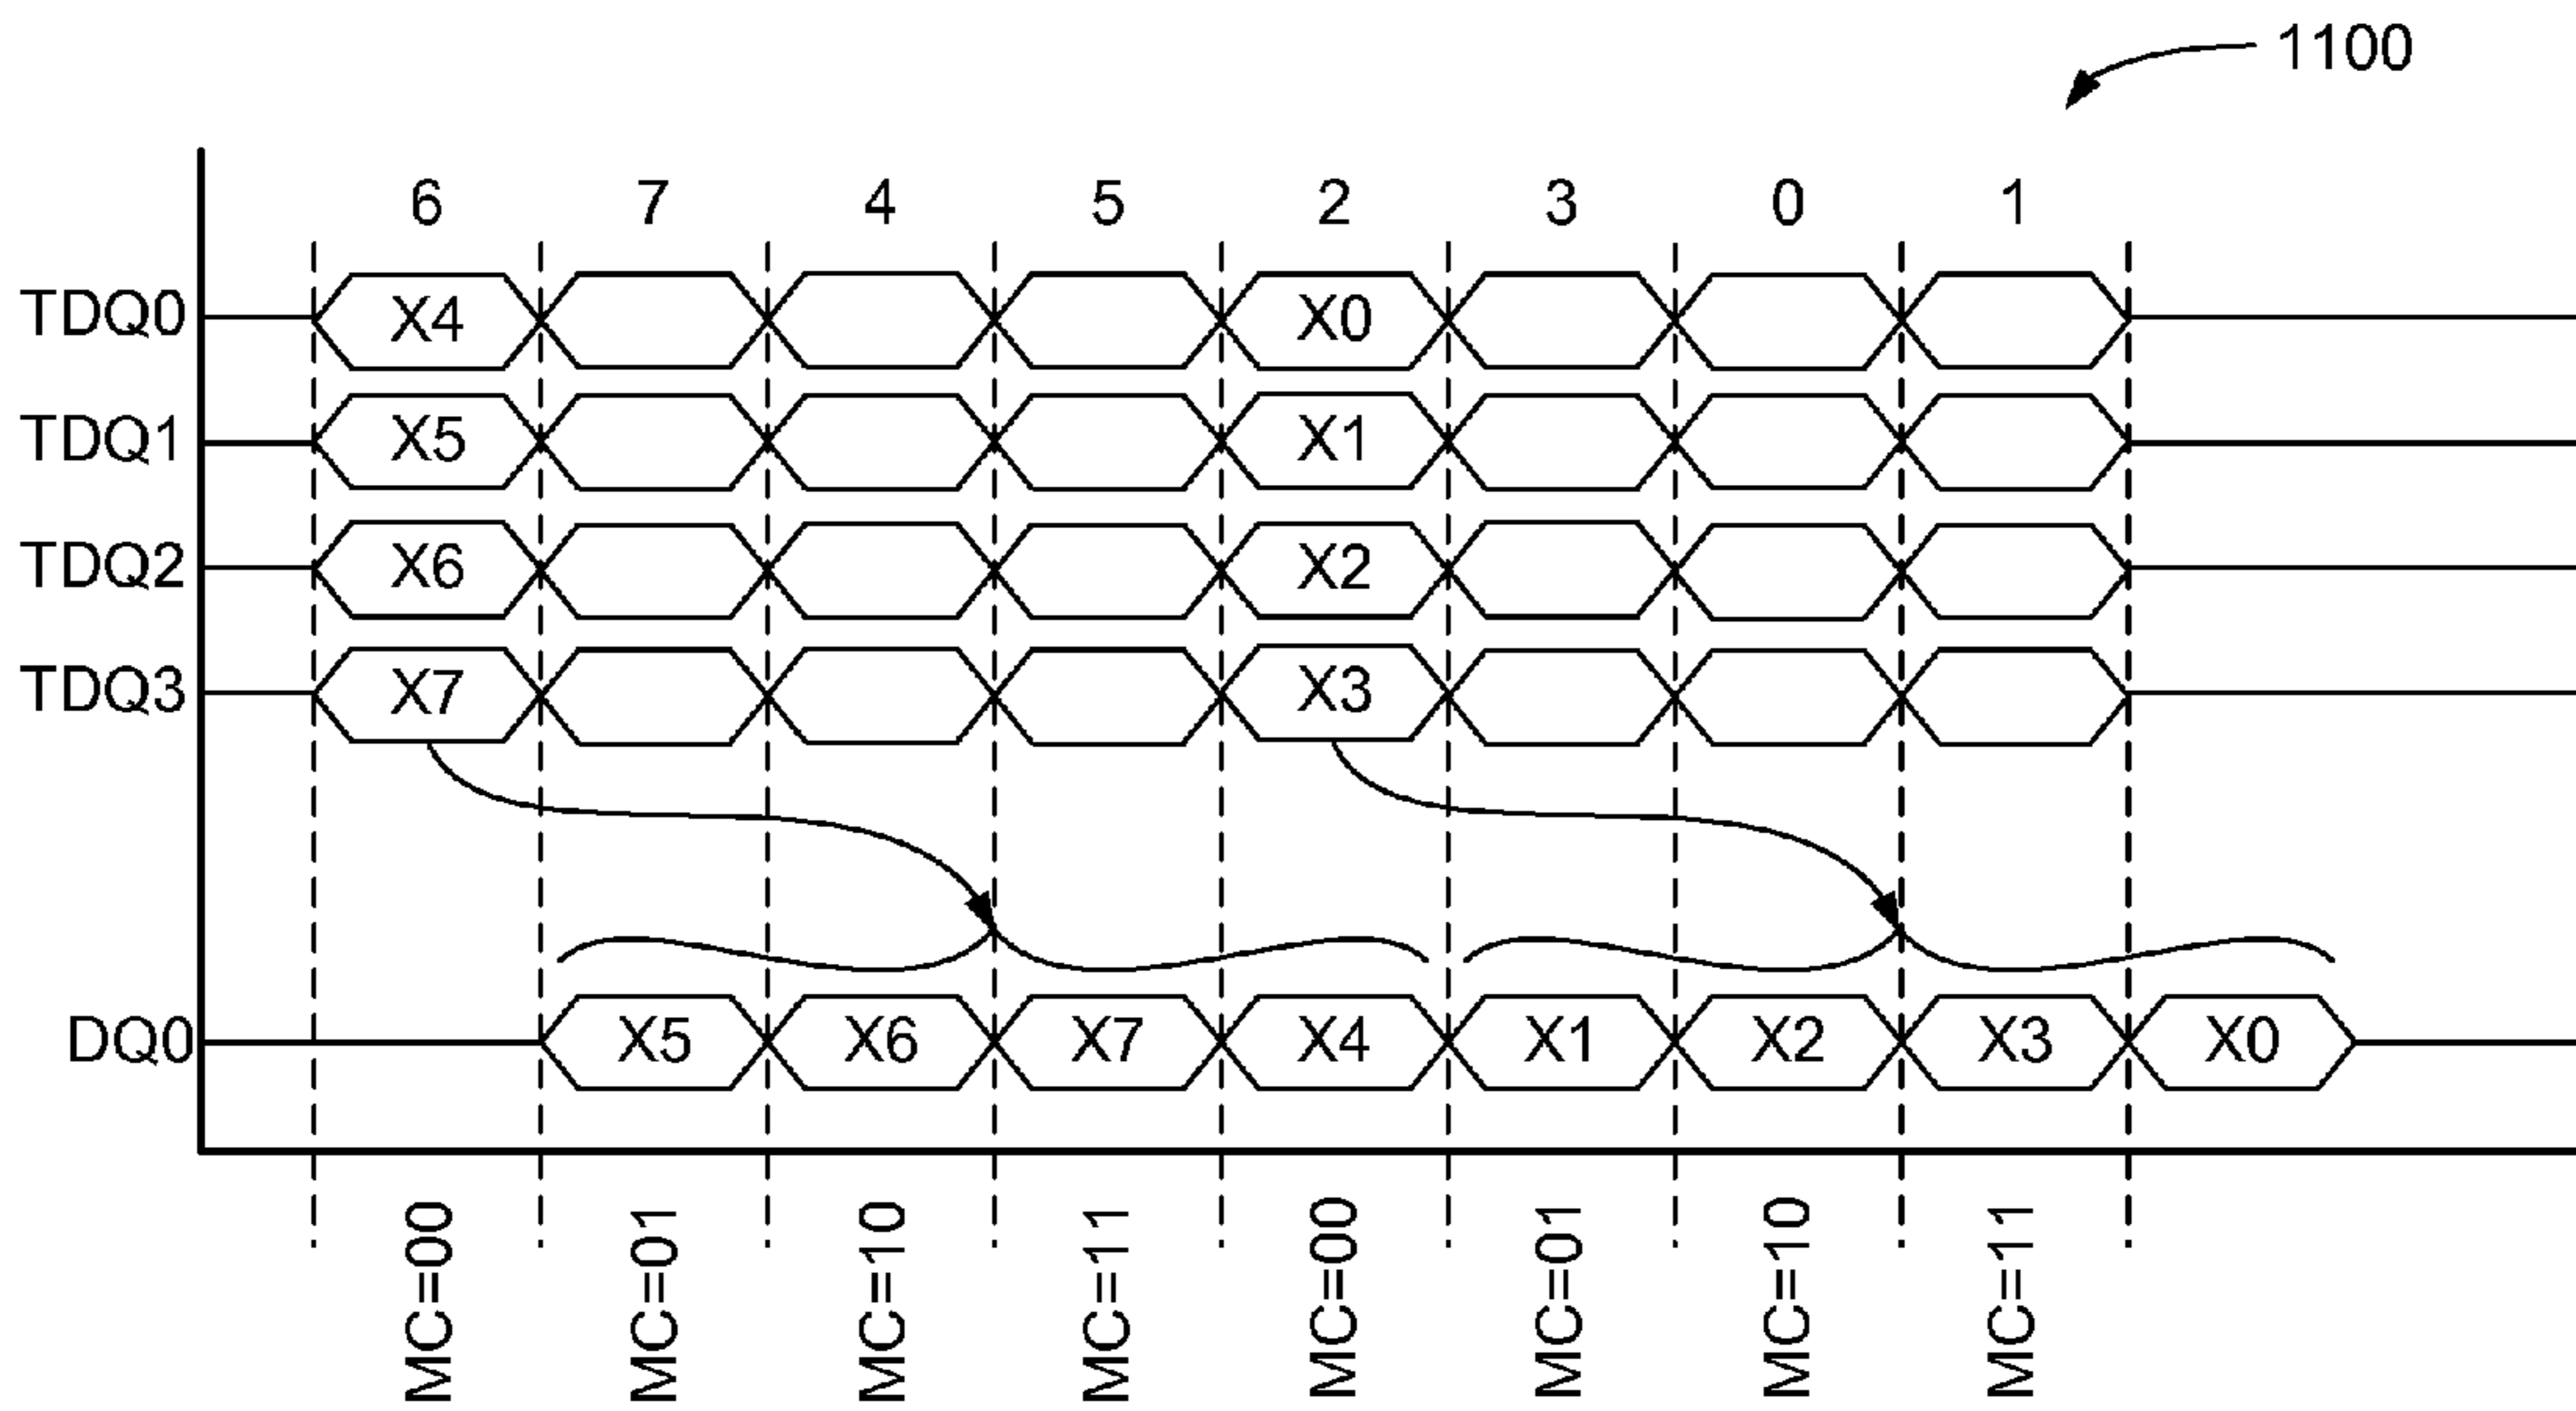 1100
6 7 4 5 2 3 0 1
TDQ0 X4 X0
TDQ1 X5 X1
TDQ2 X6 X2
TDQ3 X7 X3
DQ0 X5 X6 X7 X4 X1 X2 X3 X0
MC=00 MC=01 MC=10 MC=11 MC=00 MC=01 MC=10 MC=11